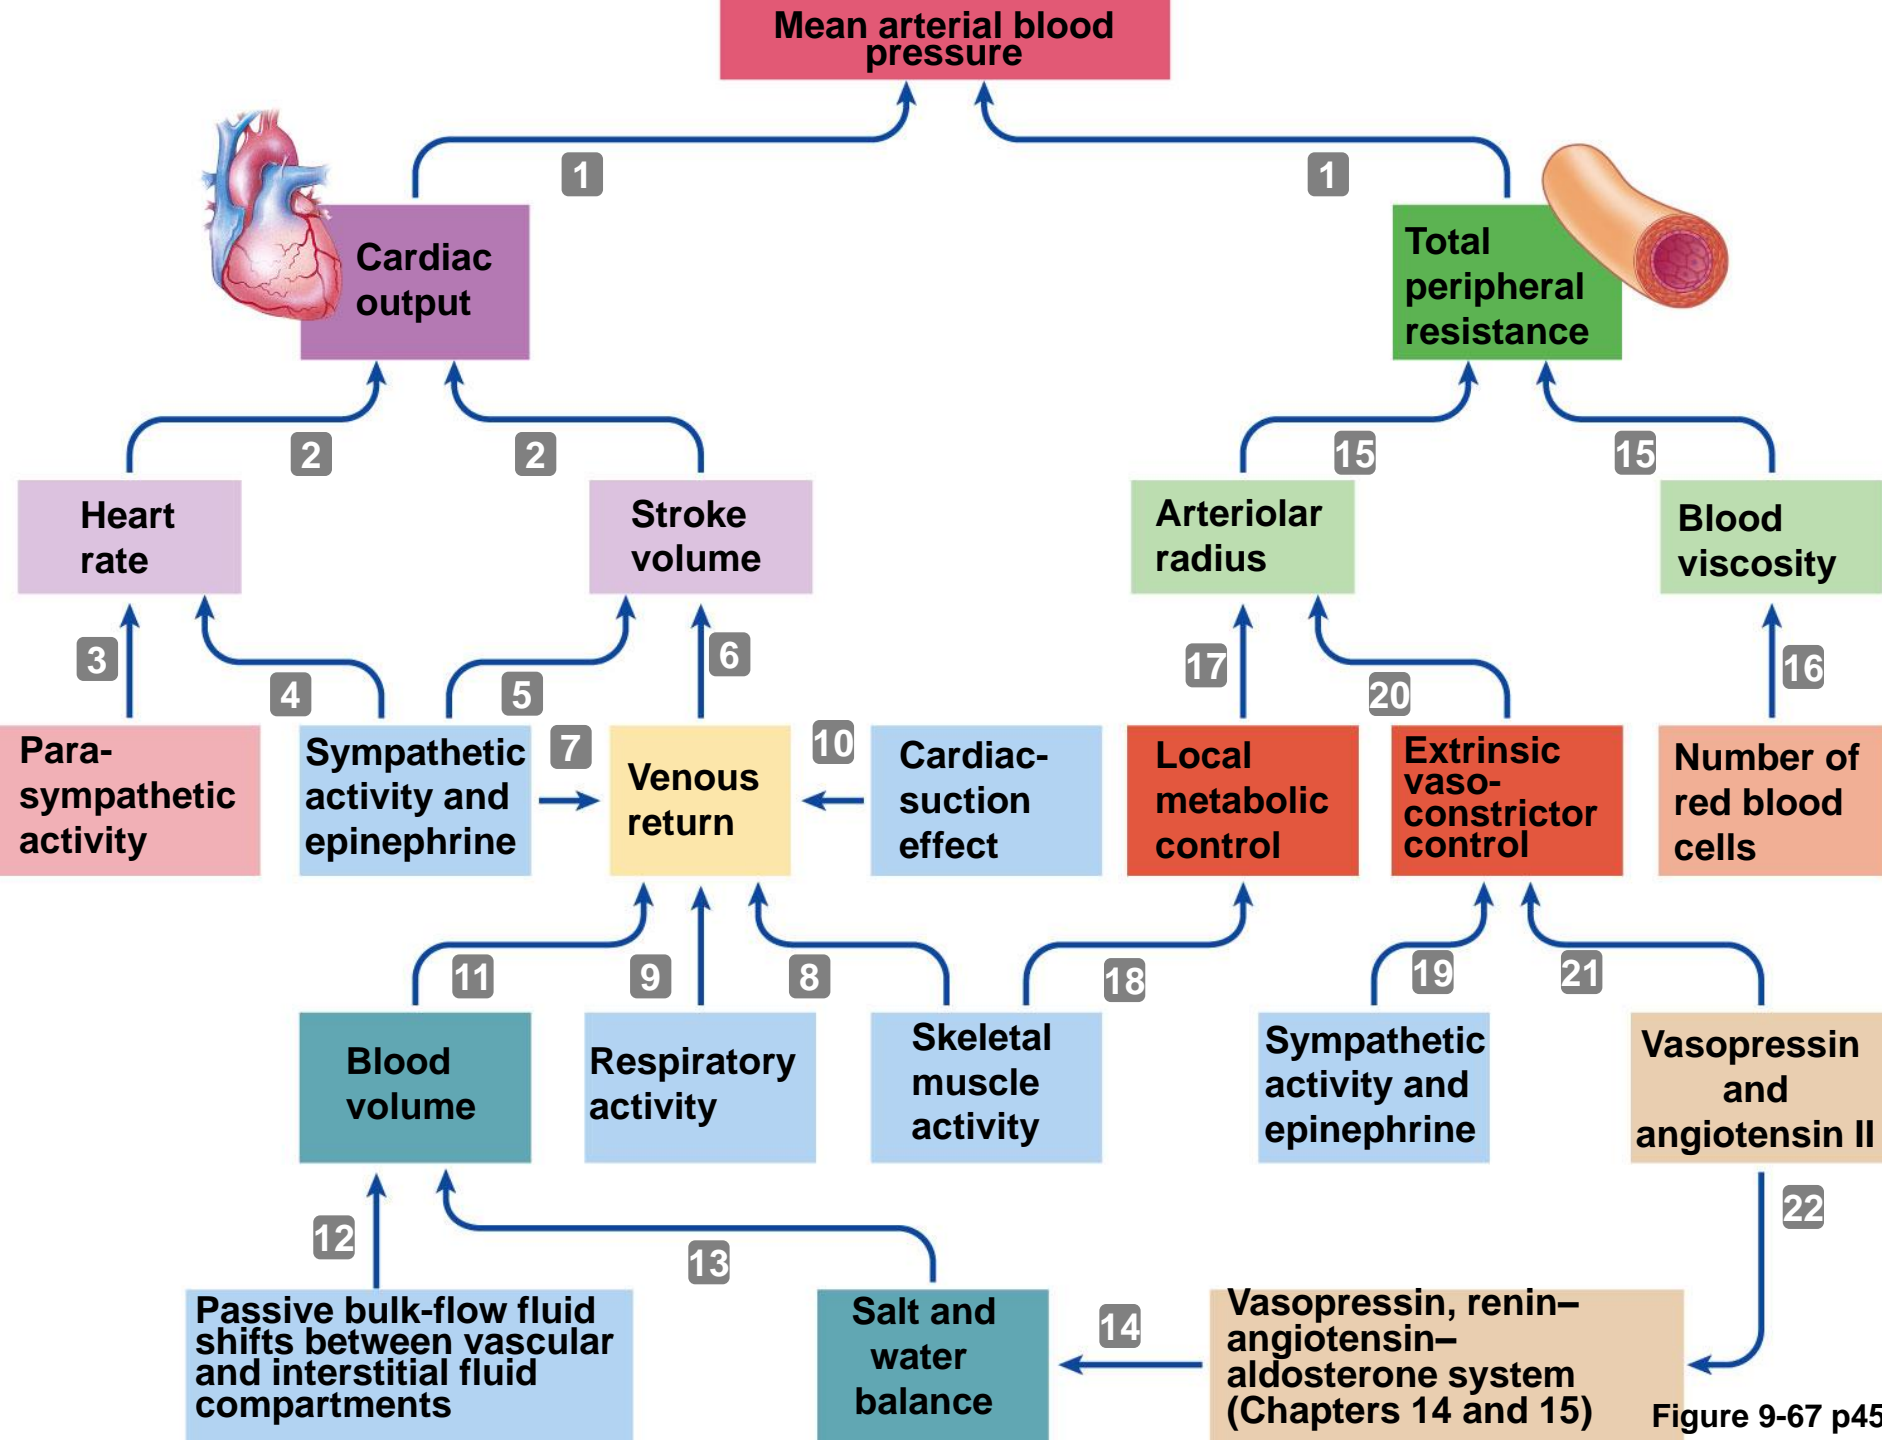 Mean arterial blood
pressure
1
1
Cardiac
output
Total
peripheral
resistance
2
2
15
15
Heart
rate
Stroke
volume
Arteriolar
radius
Blood
viscosity
3
4
5
6
17
20
16
Para-
sympathetic
activity
Sympathetic
activity and
epinephrine
7
Venous
return
10
Cardiac-
suction
effect
Local
metabolic
control
Extrinsic
vaso-
constrictor
control
Number of
red blood
cells
11
9
8
18
19
21
Blood
volume
Respiratory
activity
Skeletal
muscle
activity
Sympathetic
activity and
epinephrine
Vasopressin
and
angiotensin II
12
13
22
Passive bulk-flow fluid
shifts between vascular
and interstitial fluid
compartments
Salt and
water
balance
14
Vasopressin, renin–
angiotensin–
aldosterone system
(Chapters 14 and 15)
Figure 9-67 p45